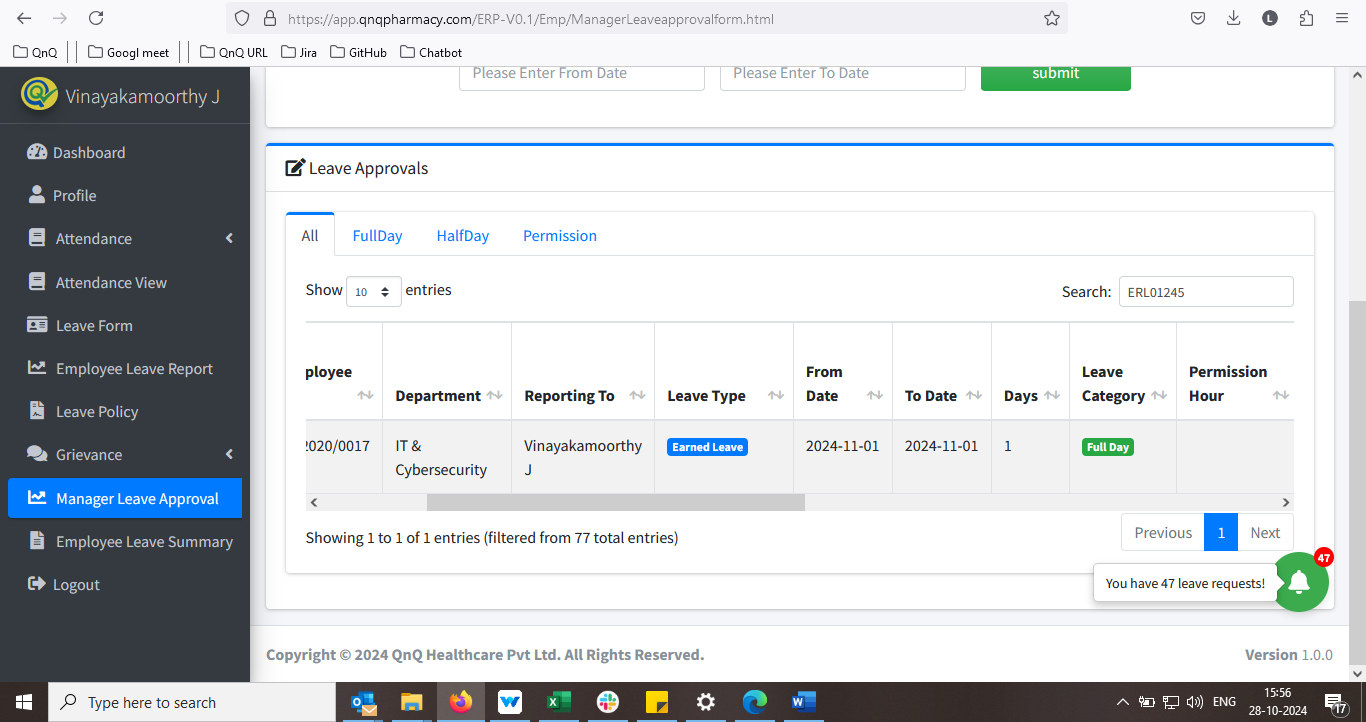 https://app.qnqpharmacy.com/ERP-V0.1/Emp/ManagerLeaveapprovalform.html
L
QnQ
Googl meet
QnQ URL
Jira
GitHub
Chatbot
Vinayakamoorthy J
Dashboard
Profile
Attendance
Attendance View
Leave Form
Employee Leave Report
Leave Policy
Grievance
Manager Leave Approval
Employee Leave Summary
Logout
Please Enter From Date
Please Enter To Date
submit
Leave Approvals
All
FullDay
HalfDay
Permission
Show 10 entries
Search: ERL01245
ployee
Department
Reporting To
Leave Type
From
Date
To Date
Days
Leave
Category
Permission
Hour
2020/0017
IT &
Cybersecurity
Vinayakamoorthy
J
Earned Leave
2024-11-01
2024-11-01
1
Full Day
Showing 1 to 1 of 1 entries (filtered from 77 total entries)
Previous
1
Next
47
You have 47 leave requests!
Copyright © 2024 QnQ Healthcare Pvt Ltd. All Rights Reserved.
Version 1.0.0
Type here to search
ENG
15:56
28-10-2024
17